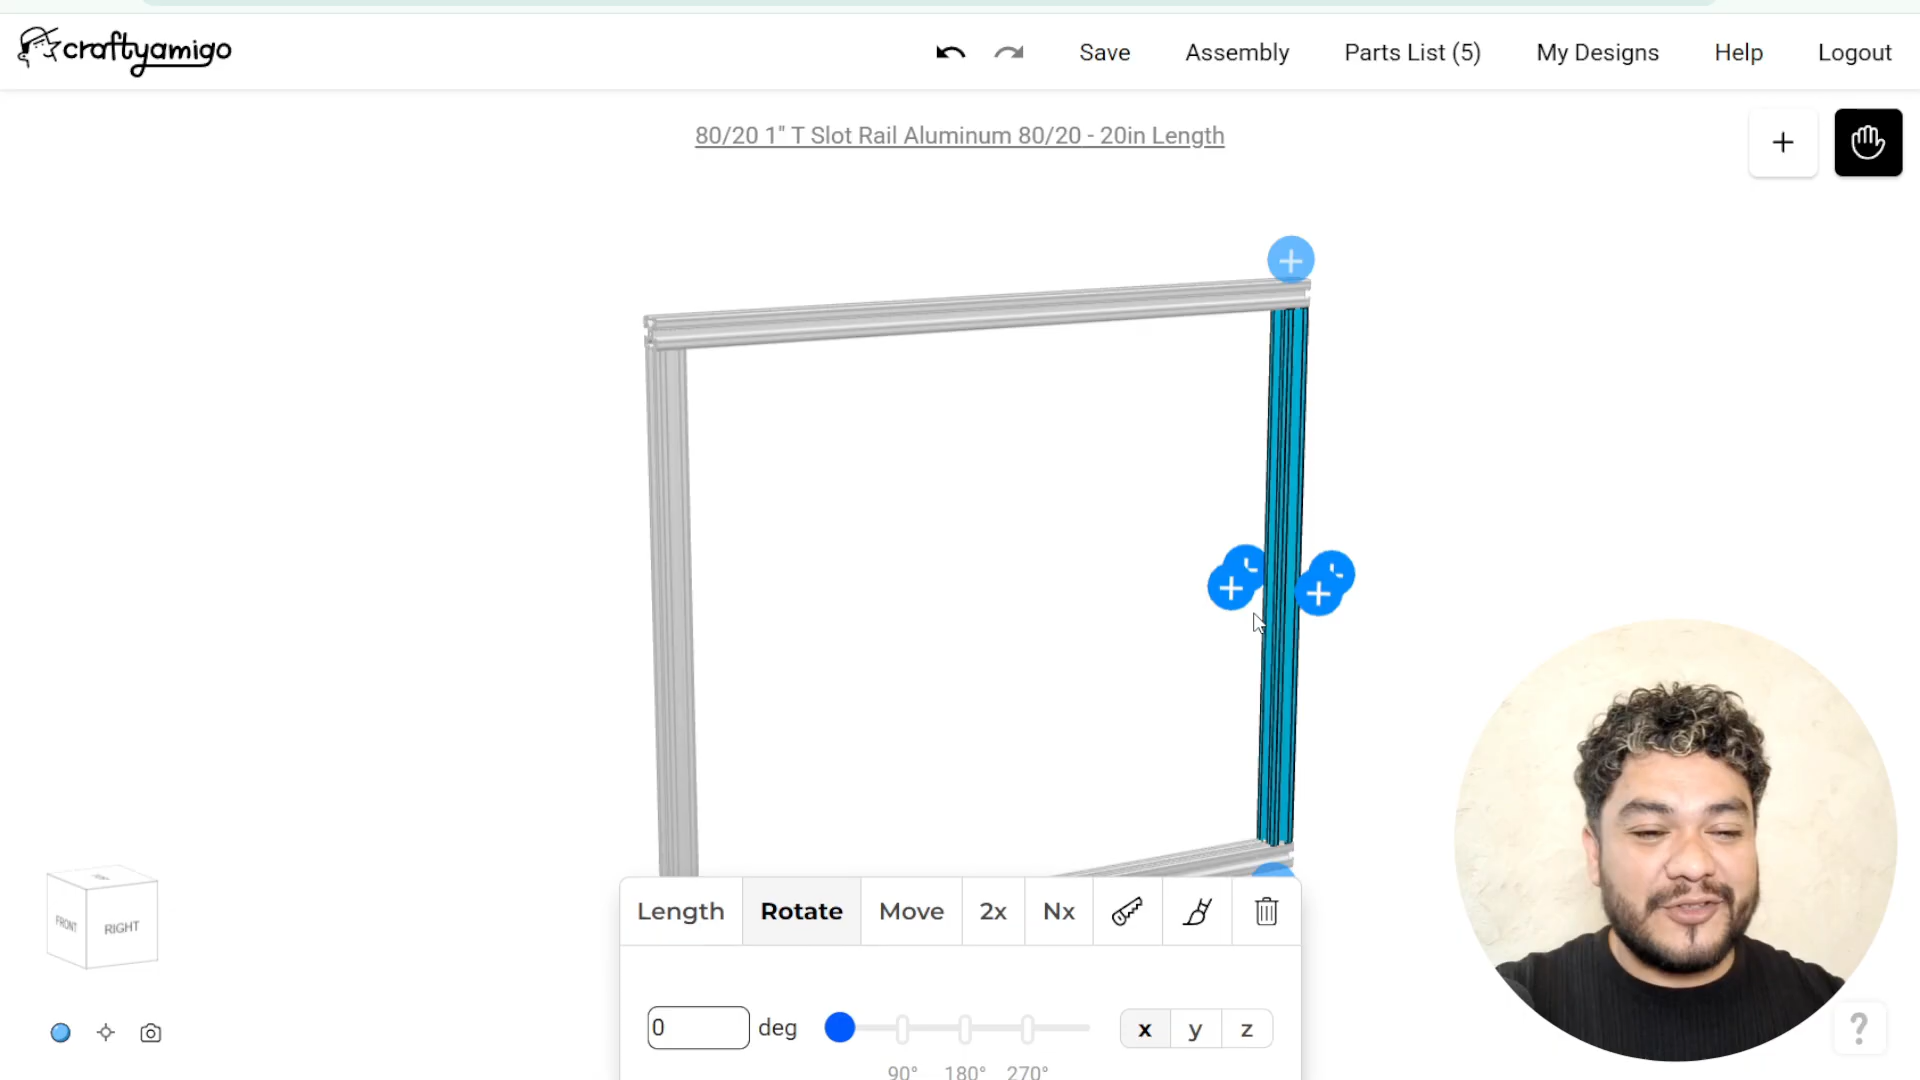 craftyamigo
Save
Assembly
Parts List (5)
My Designs
Help
Logout
80/20 1" T Slot Rail Aluminum 80/20 - 20in Length
FRONT
RIGHT
Length
Rotate
Move
2x
Nx
0
deg
x
y
z
90°
180°
270°
?